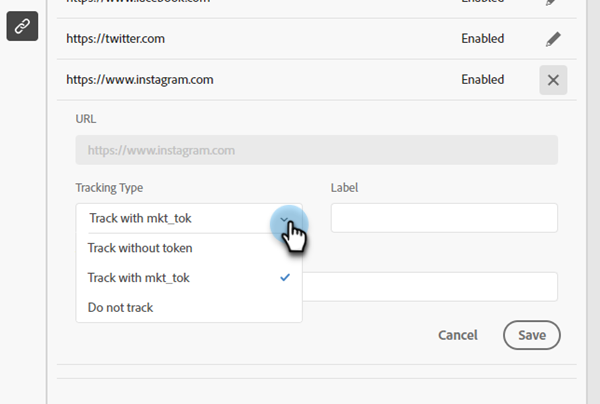 https://www.facebook.com Enabled
https://twitter.com Enabled
https://www.instagram.com Enabled
URL
https://www.instagram.com
Tracking Type Label
Track with mkt_tok
Track without token
Track with mkt_tok
Do not track
Cancel Save